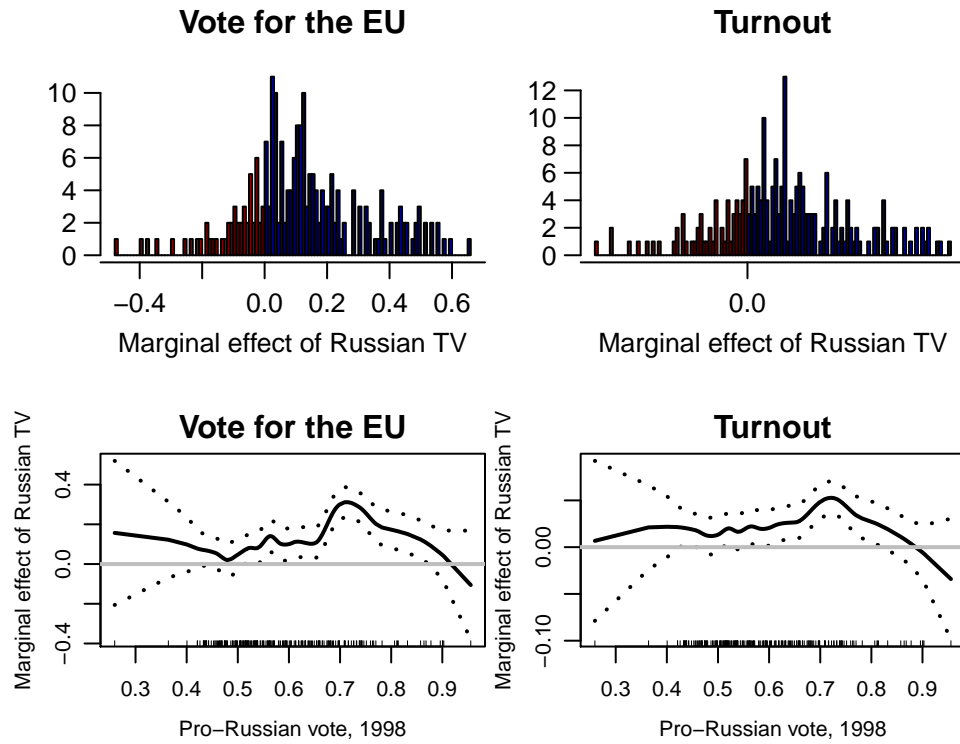 Vote for the EU
Turnout
10
8
6
4
2
0
−0.4 0.0 0.2 0.4 0.6
Marginal effect of Russian TV
12
10
8
6
4
2
0
0.0
Marginal effect of Russian TV
Vote for the EU
Turnout
Marginal effect of Russian TV
0.4
0.0
−0.4
0.3 0.4 0.5 0.6 0.7 0.8 0.9
Pro−Russian vote, 1998
Marginal effect of Russian TV
0.00
−0.10
0.3 0.4 0.5 0.6 0.7 0.8 0.9
Pro−Russian vote, 1998